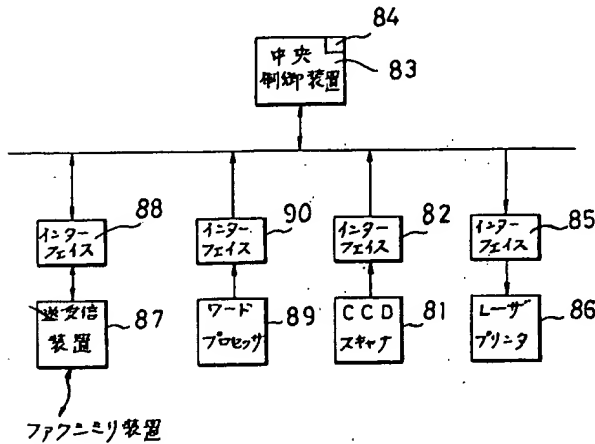 84
中央
制御装置
83
88
90
82
85
インター
フェイス
インター
フェイス
インター
フェイス
インター
フェイス
送受信
装置
87
ワード
プロセッサ
89
CCD
スキャナ
81
レーザ
プリンタ
86
ファクシミリ装置